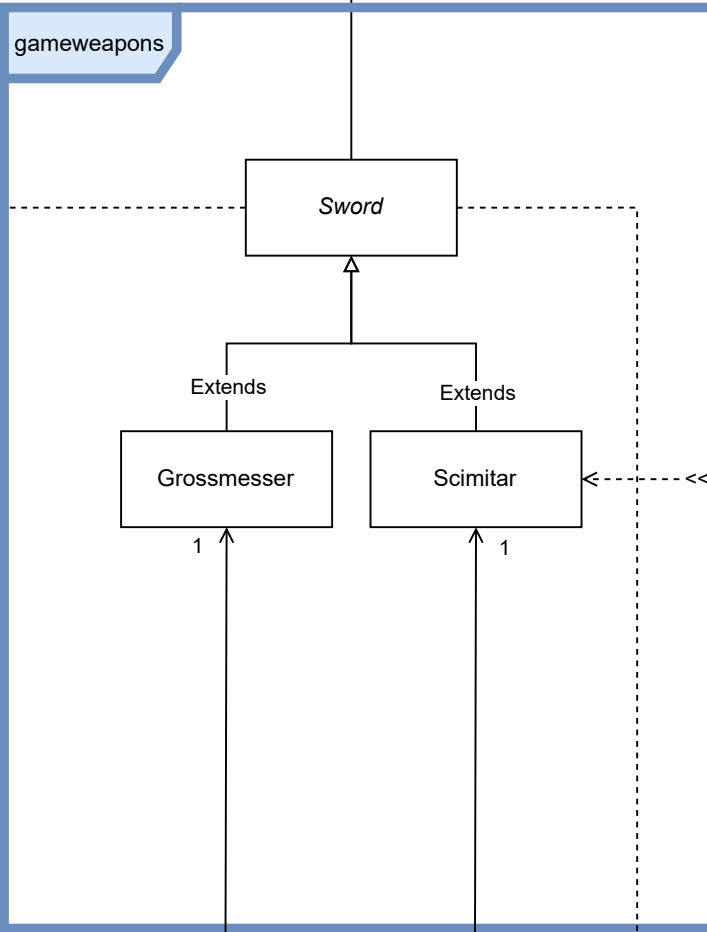 gameweapons
Sword
Extends
Extends
Grossmesser
Scimitar
<<
1
1